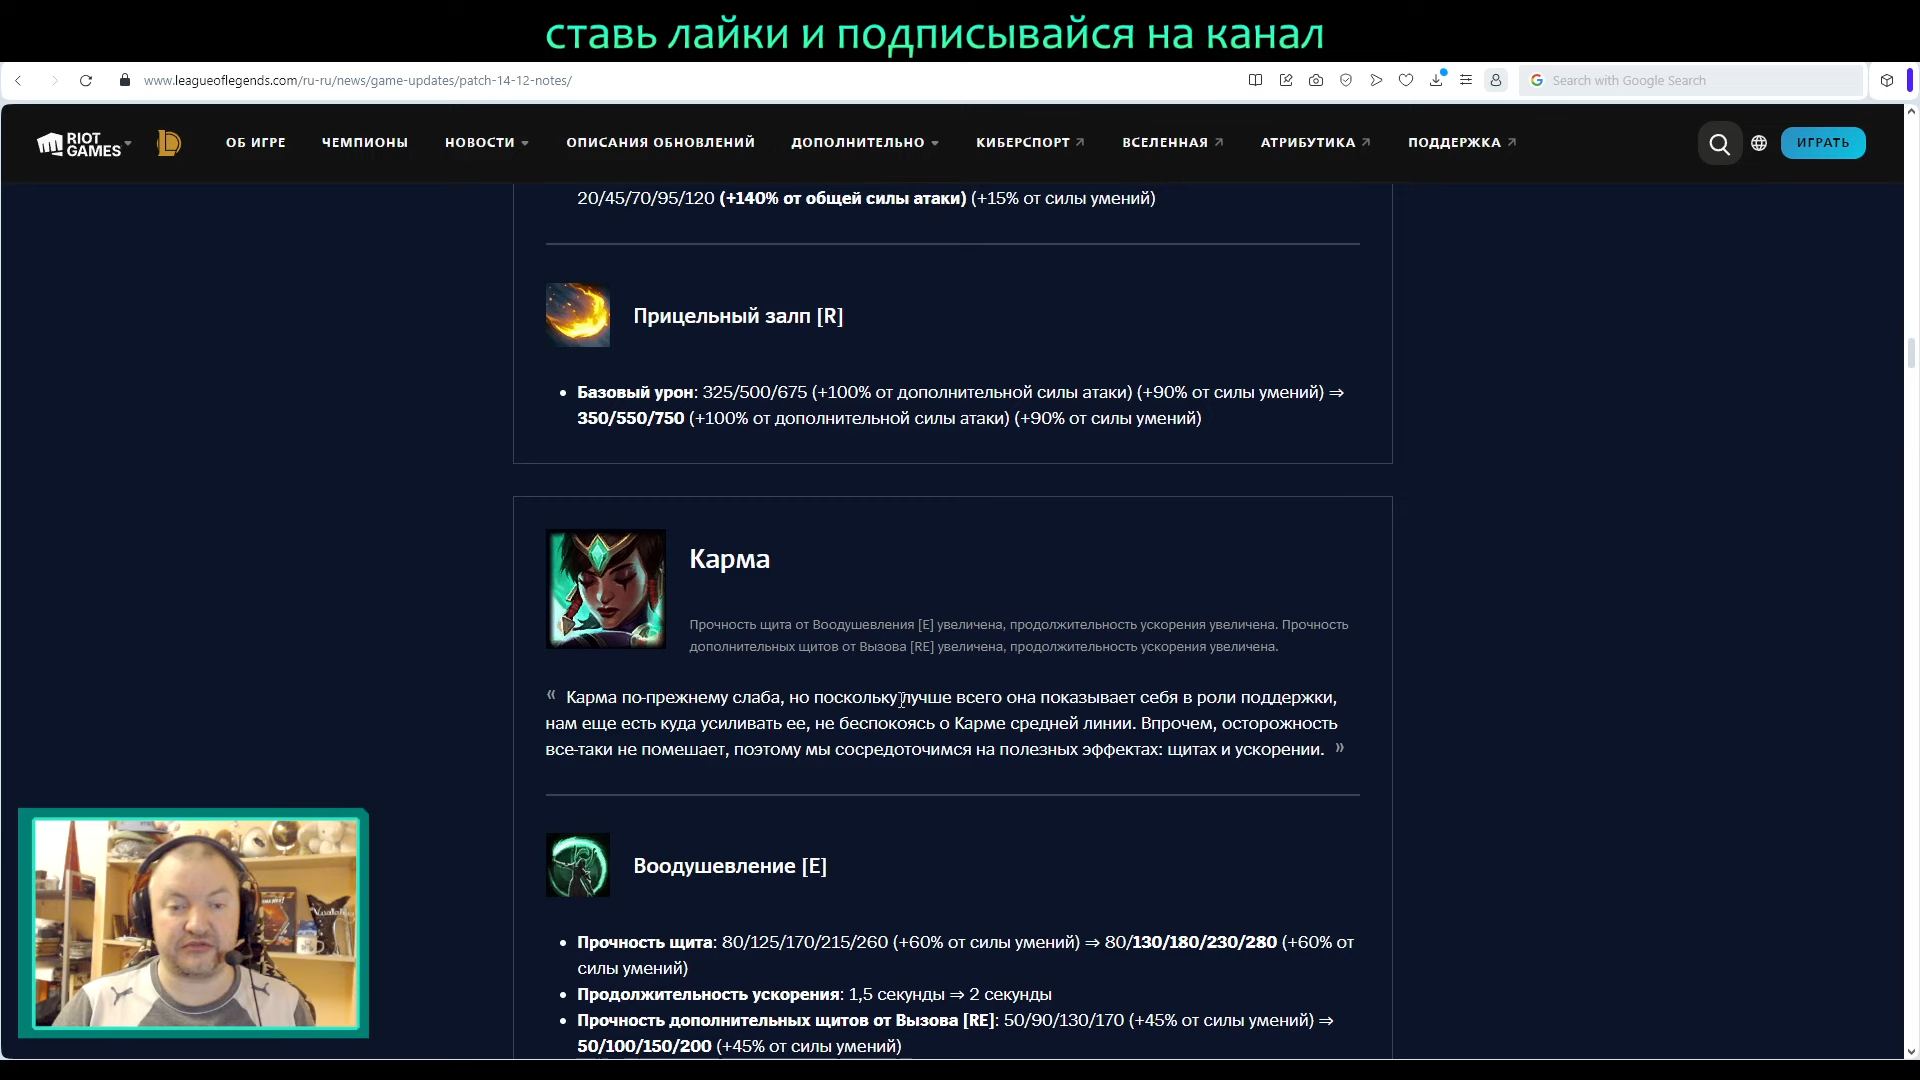 ставь лайки и подписывайся на канал
www.leagueoflegends.com/ru-ru/news/game-updates/patch-14-12-notes/
Search with Google Search
RIOT GAMES
ОБ ИГРЕ
ЧЕМПИОНЫ
НОВОСТИ
ОПИСАНИЯ ОБНОВЛЕНИЙ
ДОПОЛНИТЕЛЬНО
КИБЕРСПОРТ
ВСЕЛЕННАЯ
АТРИБУТИКА
ПОДДЕРЖКА
ИГРАТЬ
20/45/70/95/120 (+140% от общей силы атаки) (+15% от силы умений)
Прицельный залп [R]
• Базовый урон: 325/500/675 (+100% от дополнительной силы атаки) (+90% от силы умений) ⇒
350/550/750 (+100% от дополнительной силы атаки) (+90% от силы умений)
Карма
Прочность щита от Воодушевления [E] увеличена, продолжительность ускорения увеличена. Прочность
дополнительных щитов от Вызова [RE] увеличена, продолжительность ускорения увеличена.
« Карма по-прежнему слаба, но поскольку лучше всего она показывает себя в роли поддержки,
нам еще есть куда усиливать ее, не беспокоясь о Карме средней линии. Впрочем, осторожность
все-таки не помешает, поэтому мы сосредоточимся на полезных эффектах: щитах и ускорении. »
Воодушевление [E]
• Прочность щита: 80/125/170/215/260 (+60% от силы умений) ⇒ 80/130/180/230/280 (+60% от
силы умений)
• Продолжительность ускорения: 1,5 секунды ⇒ 2 секунды
• Прочность дополнительных щитов от Вызова [RE]: 50/90/130/170 (+45% от силы умений) ⇒
50/100/150/200 (+45% от силы умений)